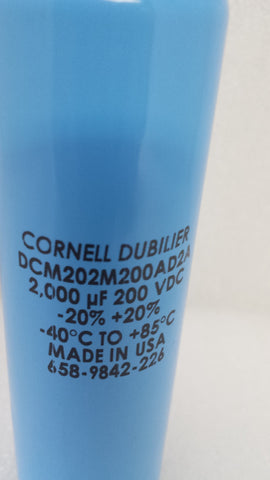 CORNELL DUBILIER
DCM202M200AD2A
2,000 µF 200 VDC
-20% +20%
-40°C TO +85°C
MADE IN USA
658-9842-226